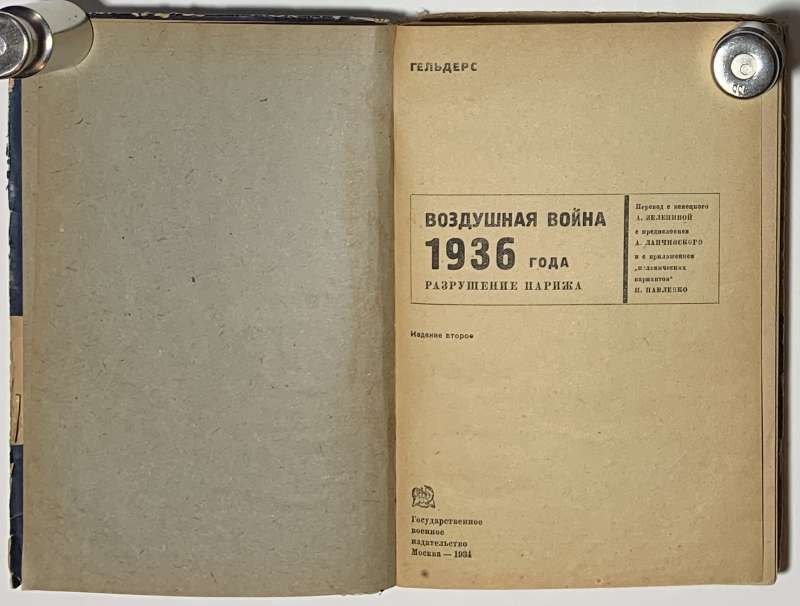 ГЕЛЬДЕРС
ВОЗДУШНАЯ ВОЙНА
1936 ГОДА
РАЗРУШЕНИЕ ПАРИЖА
Перевод с немецкого
А. ЗЕЛЕНИНОЙ
с предисловием
А. ЛАПЧИНСКОГО
и с приложением
вариантов"
П. ПАВЛЕНКО
Издание второе
Государственное
военное
издательство
Москва — 1934